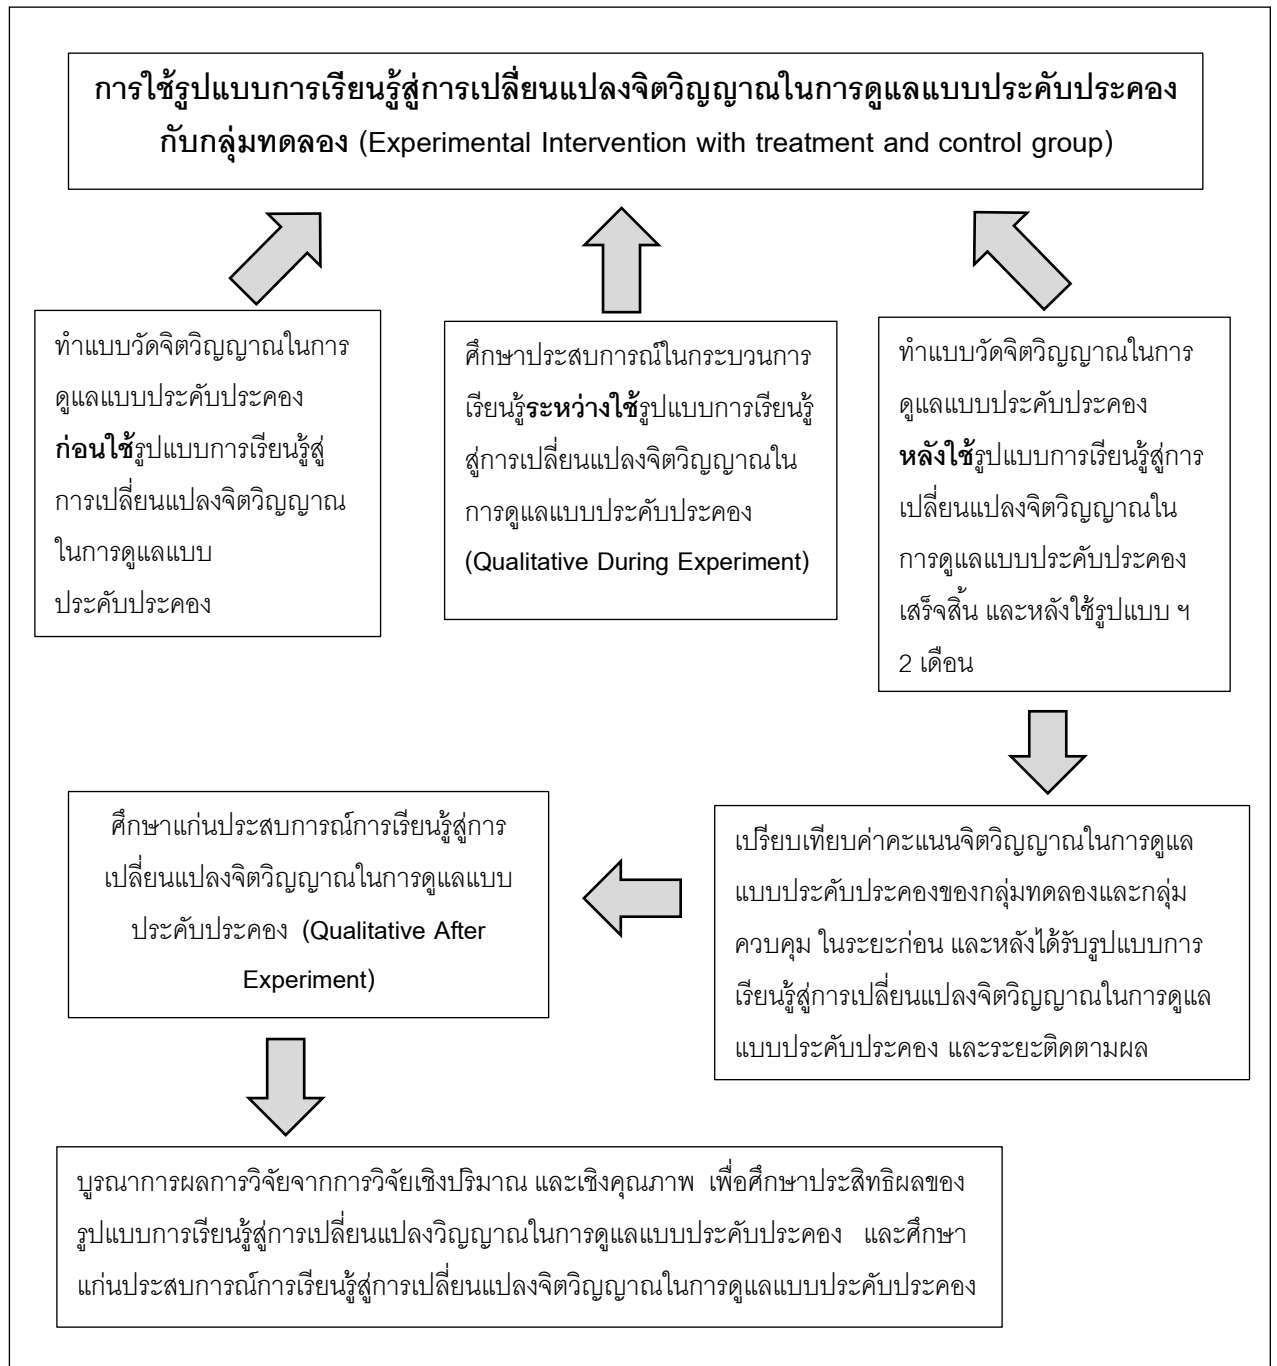 การใช้รูปแบบการเรียนรู้สู่การเปลี่ยนแปลงจิตวิญญาณในการดูแลแบบประคับประคอง
กับกลุ่มทดลอง (Experimental Intervention with treatment and control group)
ทำแบบวัดจิตวิญญาณในการ
ดูแลแบบประคับประคอง
ก่อนใช้รูปแบบการเรียนรู้สู่
การเปลี่ยนแปลงจิตวิญญาณ
ในการดูแลแบบ
ประคับประคอง
ศึกษาประสบการณ์ในกระบวนการ
เรียนรู้ระหว่างใช้รูปแบบการเรียนรู้
สู่การเปลี่ยนแปลงจิตวิญญาณใน
การดูแลแบบประคับประคอง
(Qualitative During Experiment)
ทำแบบวัดจิตวิญญาณในการ
ดูแลแบบประคับประคอง
หลังใช้รูปแบบการเรียนรู้สู่การ
เปลี่ยนแปลงจิตวิญญาณใน
การดูแลแบบประคับประคอง
เสร็จสิ้น และหลังใช้รูปแบบ ฯ
2 เดือน
เปรียบเทียบค่าคะแนนจิตวิญญาณในการดูแล
แบบประคับประคองของกลุ่มทดลองและกลุ่ม
ควบคุม ในระยะก่อน และหลังได้รับรูปแบบการ
เรียนรู้สู่การเปลี่ยนแปลงจิตวิญญาณในการดูแล
แบบประคับประคอง และระยะติดตามผล
ศึกษาแก่นประสบการณ์การเรียนรู้สู่การ
เปลี่ยนแปลงจิตวิญญาณในการดูแลแบบ
ประคับประคอง (Qualitative After
Experiment)
บูรณาการผลการวิจัยจากการวิจัยเชิงปริมาณ และเชิงคุณภาพ เพื่อศึกษาประสิทธิผลของ
รูปแบบการเรียนรู้สู่การเปลี่ยนแปลงวิญญาณในการดูแลแบบประคับประคอง และศึกษา
แก่นประสบการณ์การเรียนรู้สู่การเปลี่ยนแปลงจิตวิญญาณในการดูแลแบบประคับประคอง